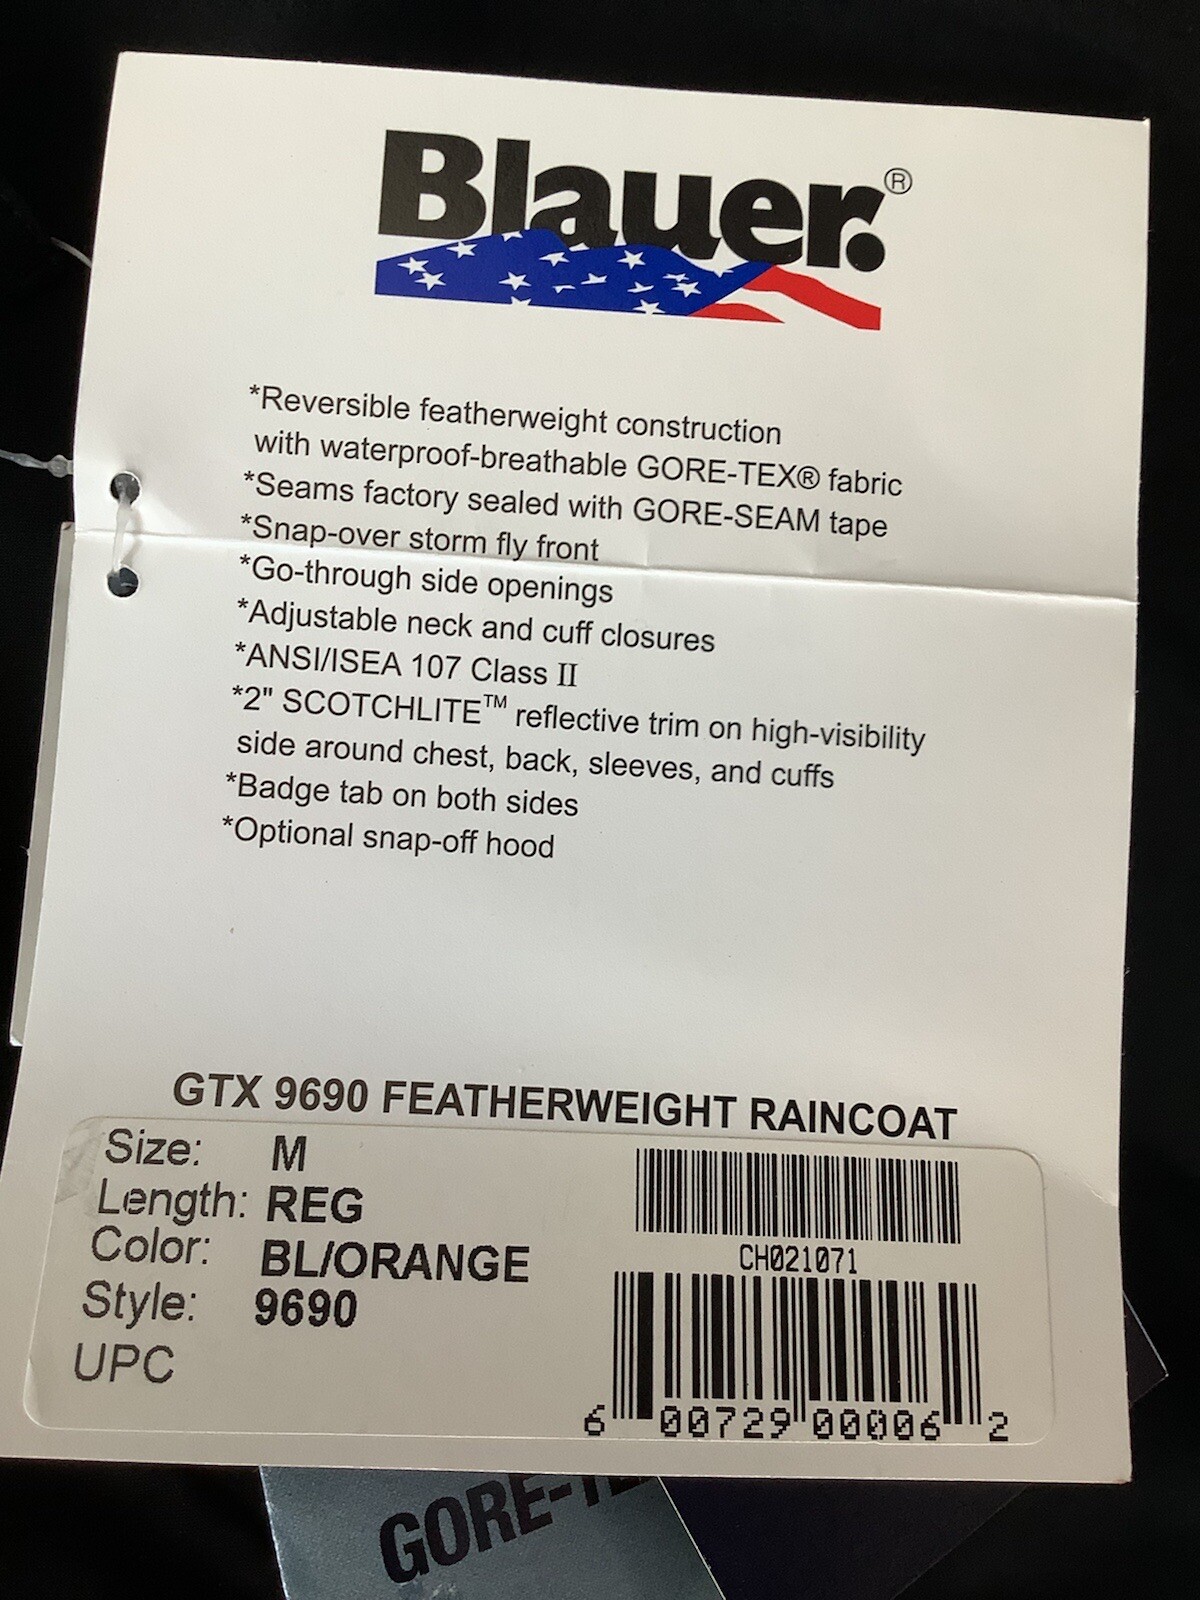 Blauer.®
*Reversible featherweight construction
with waterproof-breathable GORE-TEX® fabric
*Seams factory sealed with GORE-SEAM tape
*Snap-over storm fly front
*Go-through side openings
*Adjustable neck and cuff closures
*ANSI/ISEA 107 Class II
*2" SCOTCHLITE™ reflective trim on high-visibility
side around chest, back, sleeves, and cuffs
*Badge tab on both sides
*Optional snap-off hood
GTX 9690 FEATHERWEIGHT RAINCOAT
Size: M
Length: REG
Color: BL/ORANGE
Style: 9690
UPC
CH021071
6 00729 00006 2
GORE-TE